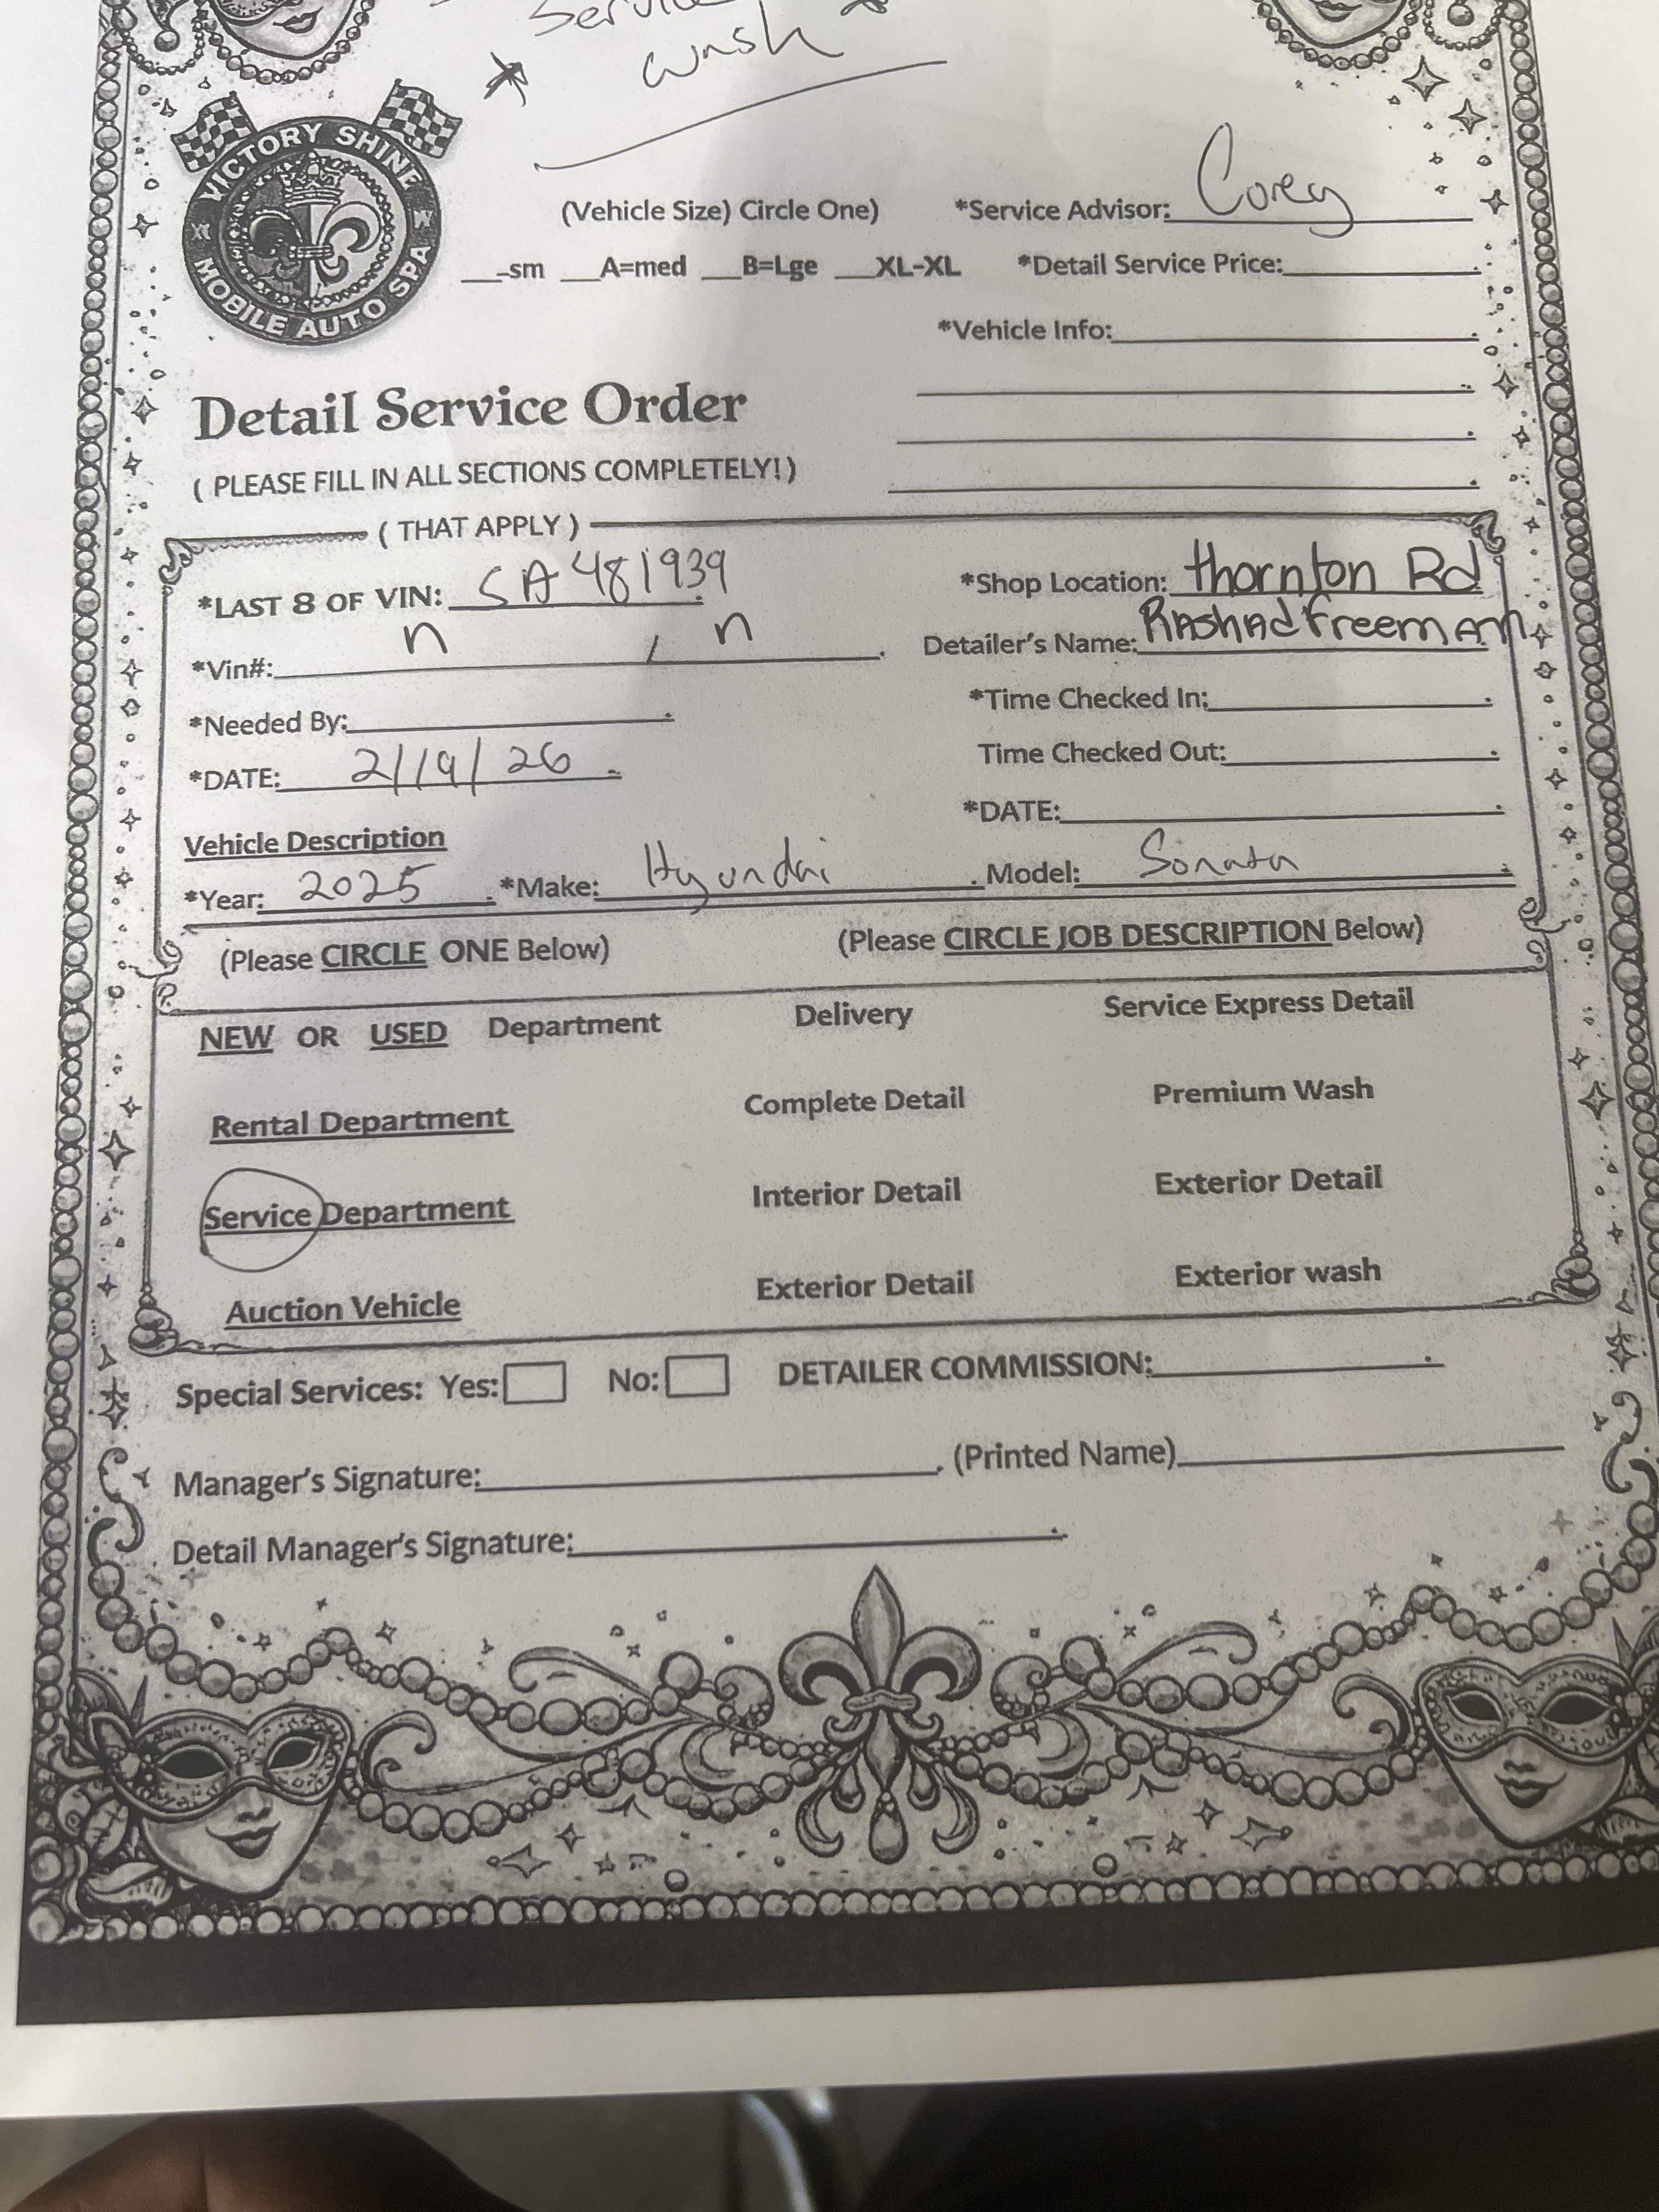 Service
wash
VICTORY SHINE
MOBILE AUTO SPA
(Vehicle Size) Circle One) *Service Advisor: Corey
___-sm ___A=med ___B=Lge ___XL-XL *Detail Service Price:
*Vehicle Info:
Detail Service Order
( PLEASE FILL IN ALL SECTIONS COMPLETELY!)
( THAT APPLY )
*LAST 8 OF VIN: SA481939 *Shop Location: thornton Rd
*Vin#: n , n . Detailer's Name: RAShAd Freeman
*Needed By: *Time Checked In:
*DATE: 2/19/26 Time Checked Out:
*DATE:
Vehicle Description
*Year: 2025 . *Make: Hyundai . Model: Sonata
(Please CIRCLE ONE Below) (Please CIRCLE JOB DESCRIPTION Below)
NEW OR USED Department Delivery Service Express Detail
Rental Department Complete Detail Premium Wash
Service Department Interior Detail Exterior Detail
Auction Vehicle Exterior Detail Exterior wash
Special Services: Yes: No: DETAILER COMMISSION:
Manager's Signature: . (Printed Name)
Detail Manager's Signature: